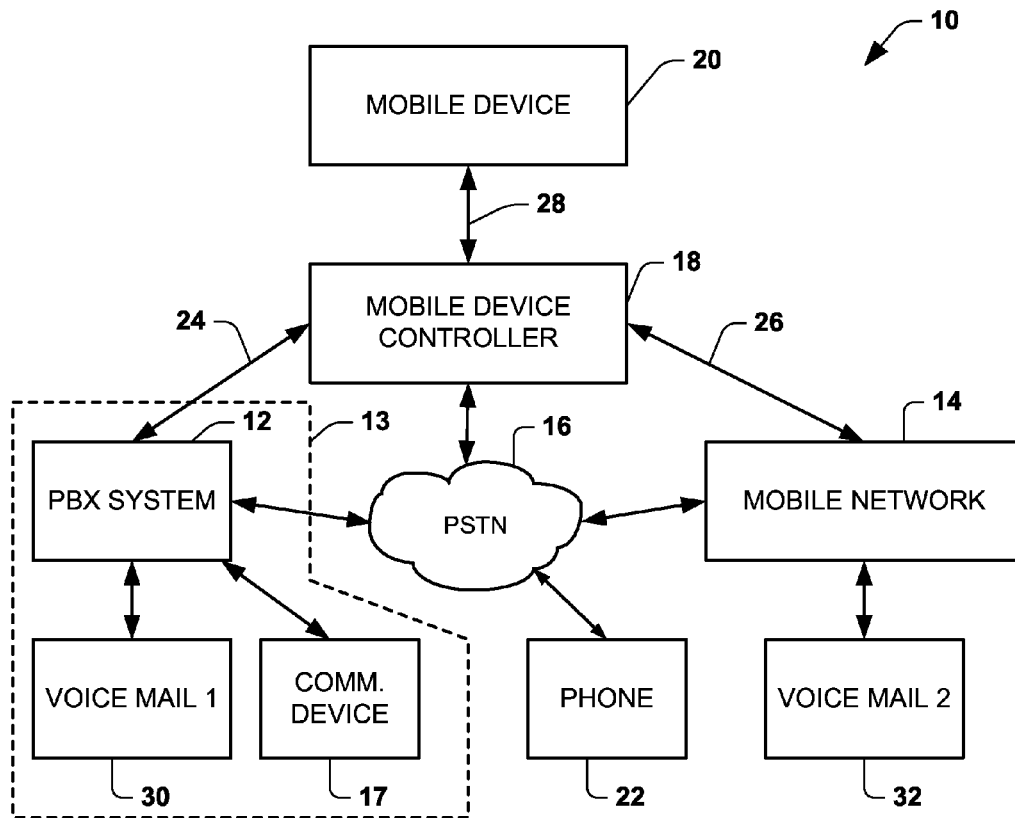 10
20
MOBILE DEVICE
28
18
MOBILE DEVICE
CONTROLLER
24
26
12
13
16
14
PBX SYSTEM
PSTN
MOBILE NETWORK
VOICE MAIL 1
COMM.
DEVICE
PHONE
VOICE MAIL 2
30
17
22
32